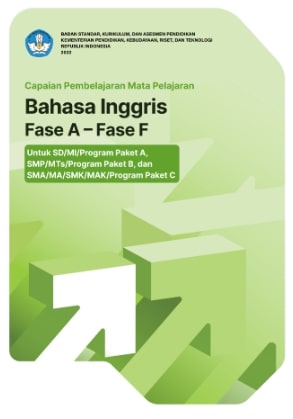 BADAN STANDAR, KURIKULUM, DAN ASESMEN PENDIDIKAN
KEMENTERIAN PENDIDIKAN, KEBUDAYAAN, RISET, DAN TEKNOLOGI
REPUBLIK INDONESIA
2022
Capaian Pembelajaran Mata Pelajaran
Bahasa Inggris
Fase A – Fase F
Untuk SD/MI/Program Paket A,
SMP/MTs/Program Paket B, dan
SMA/MA/SMK/MAK/Program Paket C